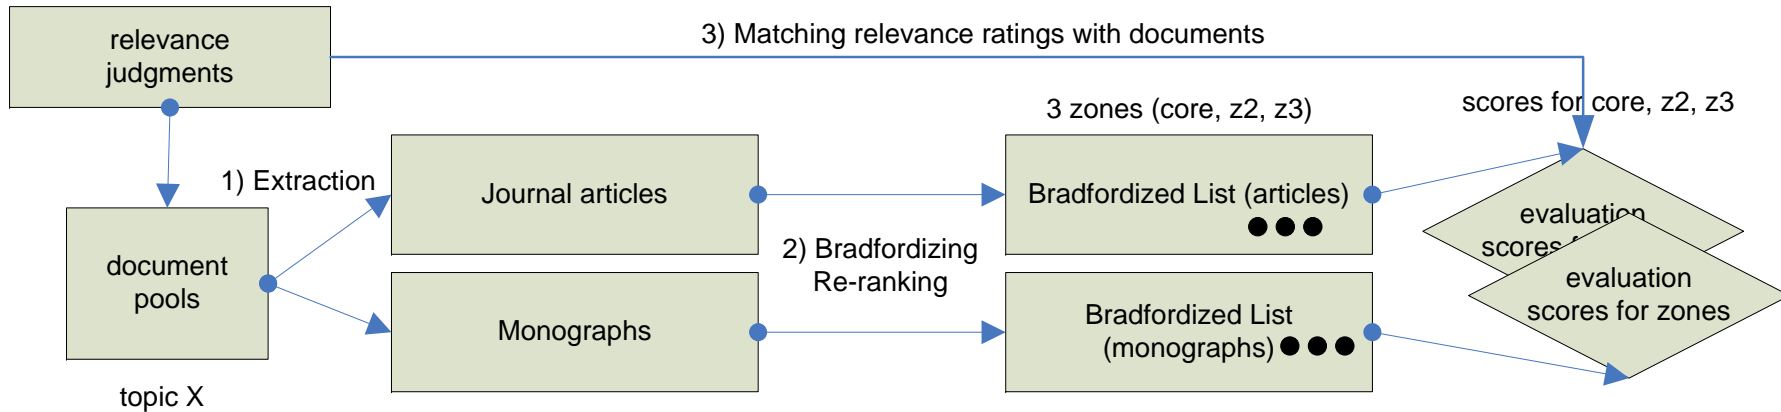 relevance
judgments
3) Matching relevance ratings with documents
3 zones (core, z2, z3)
scores for core, z2, z3
1) Extraction
Journal articles
Bradfordized List (articles)
evaluation
scores f
document
pools
2) Bradfordizing
Re-ranking
evaluation
scores for zones
Monographs
Bradfordized List
(monographs)
topic X